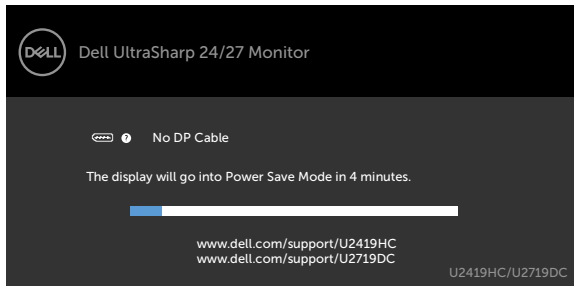 DELL
Dell UltraSharp 24/27 Monitor
? No DP Cable
The display will go into Power Save Mode in 4 minutes.
www.dell.com/support/U2419HC
www.dell.com/support/U2719DC
U2419HC/U2719DC